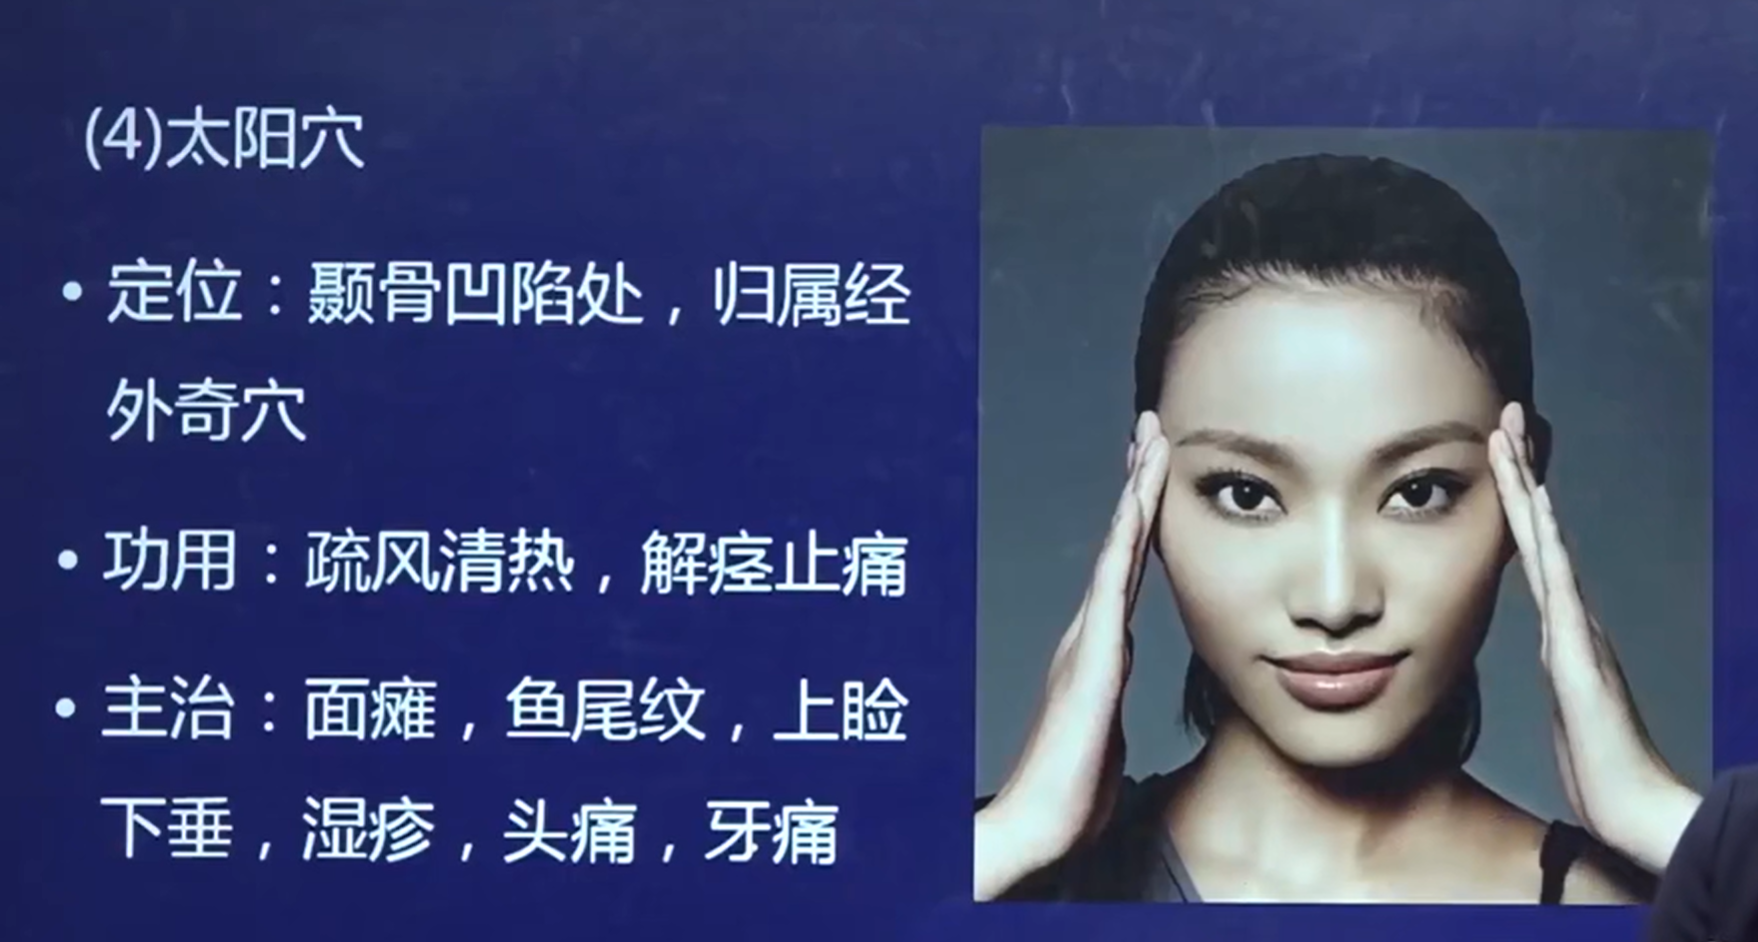 (4)太阳穴
• 定位：颞骨凹陷处，归属经
外奇穴
• 功用：疏风清热，解痉止痛
• 主治：面瘫，鱼尾纹，上睑
下垂，湿疹，头痛，牙痛